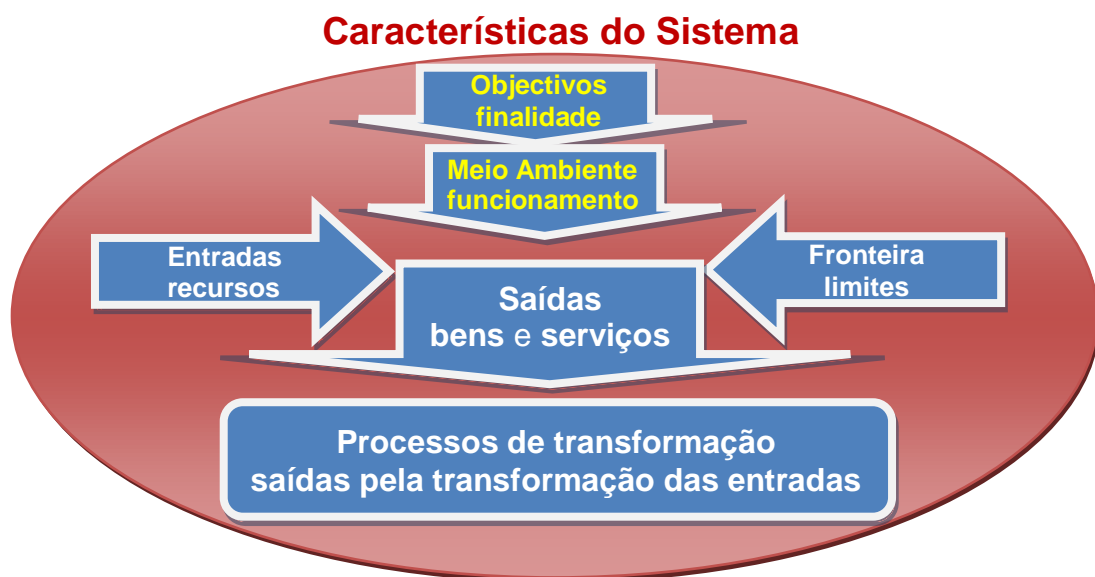 Características do Sistema
Objectivos
finalidade
Meio Ambiente
funcionamento
Entradas
recursos
Fronteira
limites
Saídas
bens e serviços
Processos de transformação
saídas pela transformação das entradas